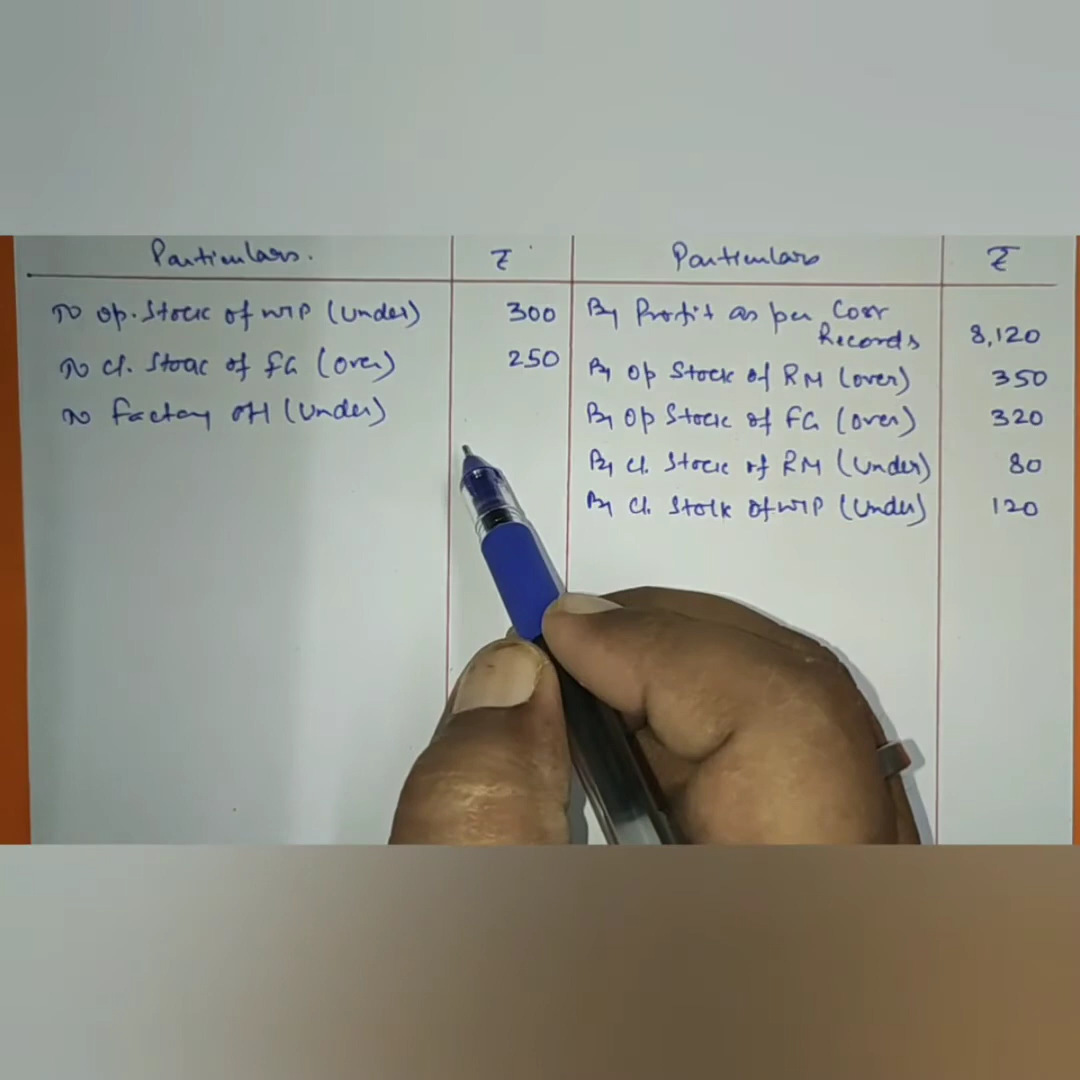 Particulars. ₹ Particulars ₹
To Op. Stock of WIP (Under) 300 By Profit as per Cost
Records 8,120
To Cl. Stock of FG (Over) 250 By Op Stock of RM (Over) 350
To Factory OH (Under) By Op Stock of FG (Over) 320
By Cl. Stock of RM (Under) 80
By Cl. Stolk of WIP (Under) 120